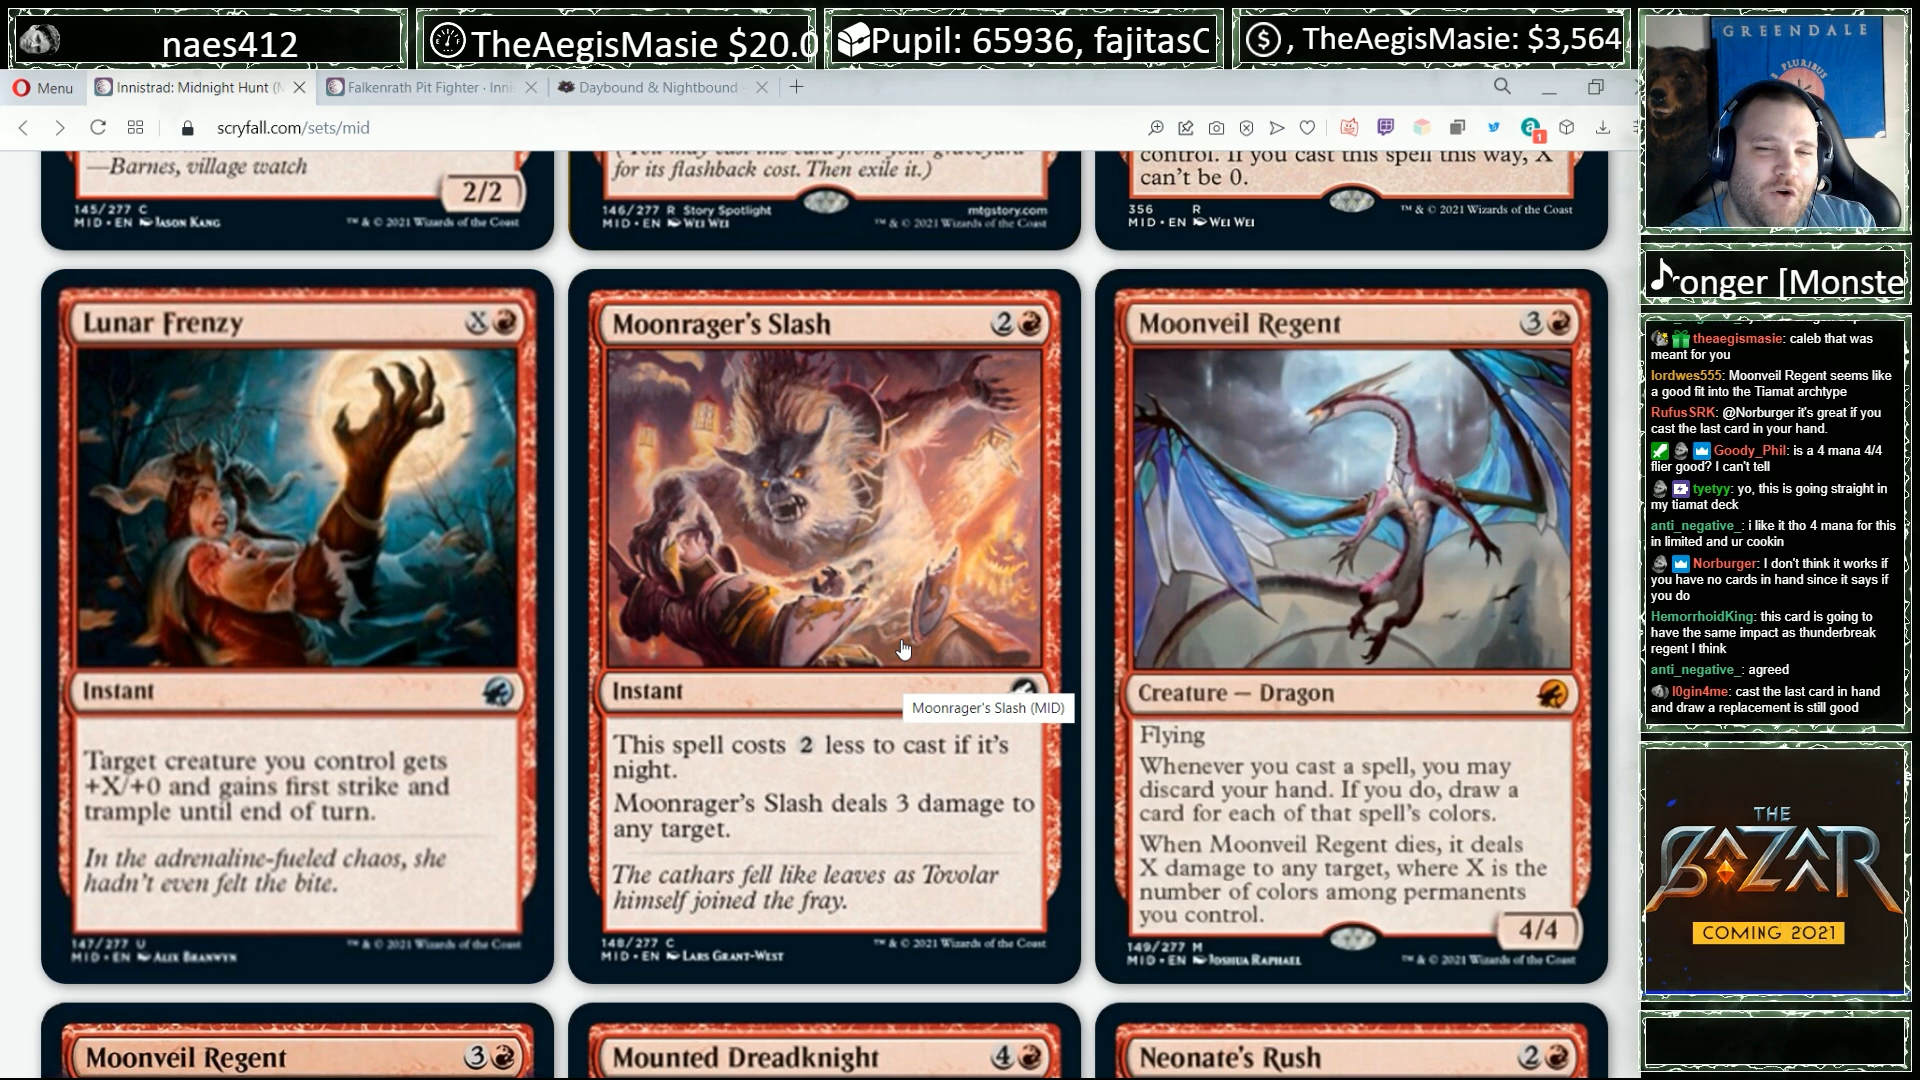 naes412
TheAegisMasie $20.0
Pupil: 65936, fajitasC
, TheAegisMasie: $3,564
GREENDALE
PLURIBUS
Menu
Innistrad: Midnight Hunt (
Falkenrath Pit Fighter · Inni
Daybound & Nightbound
scryfall.com/sets/mid
1
—Barnes, village watch
2/2
145/277 C
MID • EN JASON KANG
™ & © 2021 Wizards of the Coast
for its flashback cost. Then exile it.)
146/277 R Story Spotlight
MID • EN WEI WEI
mtgstory.com
™ & © 2021 Wizards of the Coast
control. If you cast this spell this way, X
can't be 0.
356 R
MID • EN WEI WEI
™ & © 2021 Wizards of the Coast
Lunar Frenzy
X
Instant
Target creature you control gets
+X/+0 and gains first strike and
trample until end of turn.
In the adrenaline-fueled chaos, she
hadn't even felt the bite.
147/277 U
MID • EN ALIX BRANWYN
™ & © 2021 Wizards of the Coast
Moonrager's Slash
2
Instant
Moonrager's Slash (MID)
This spell costs 2 less to cast if it's
night.
Moonrager's Slash deals 3 damage to
any target.
The cathars fell like leaves as Tovolar
himself joined the fray.
148/277 C
MID • EN LARS GRANT-WEST
™ & © 2021 Wizards of the Coast
Moonveil Regent
3
Creature — Dragon
Flying
Whenever you cast a spell, you may
discard your hand. If you do, draw a
card for each of that spell's colors.
When Moonveil Regent dies, it deals
X damage to any target, where X is the
number of colors among permanents
you control.
4/4
149/277 M
MID • EN JOSHUA RAPHAEL
™ & © 2021 Wizards of the Coast
Moonveil Regent
3
Mounted Dreadknight
4
Neonate's Rush
2
ronger [Monste
theaegismasie: caleb that was
meant for you
lordwes555: Moonveil Regent seems like
a good fit into the Tiamat archtype
RufusSRK: @Norburger it's great if you
cast the last card in your hand.
Goody_Phil: is a 4 mana 4/4
flier good? I can't tell
tyetyy: yo, this is going straight in
my tiamat deck
anti_negative_: i like it tho 4 mana for this
in limited and ur cookin
Norburger: I don't think it works if
you have no cards in hand since it says if
you do
HemorrhoidKing: this card is going to
have the same impact as thunderbreak
regent I think
anti_negative_: agreed
l0gin4me: cast the last card in hand
and draw a replacement is still good
THE
BAZAAR
COMING 2021